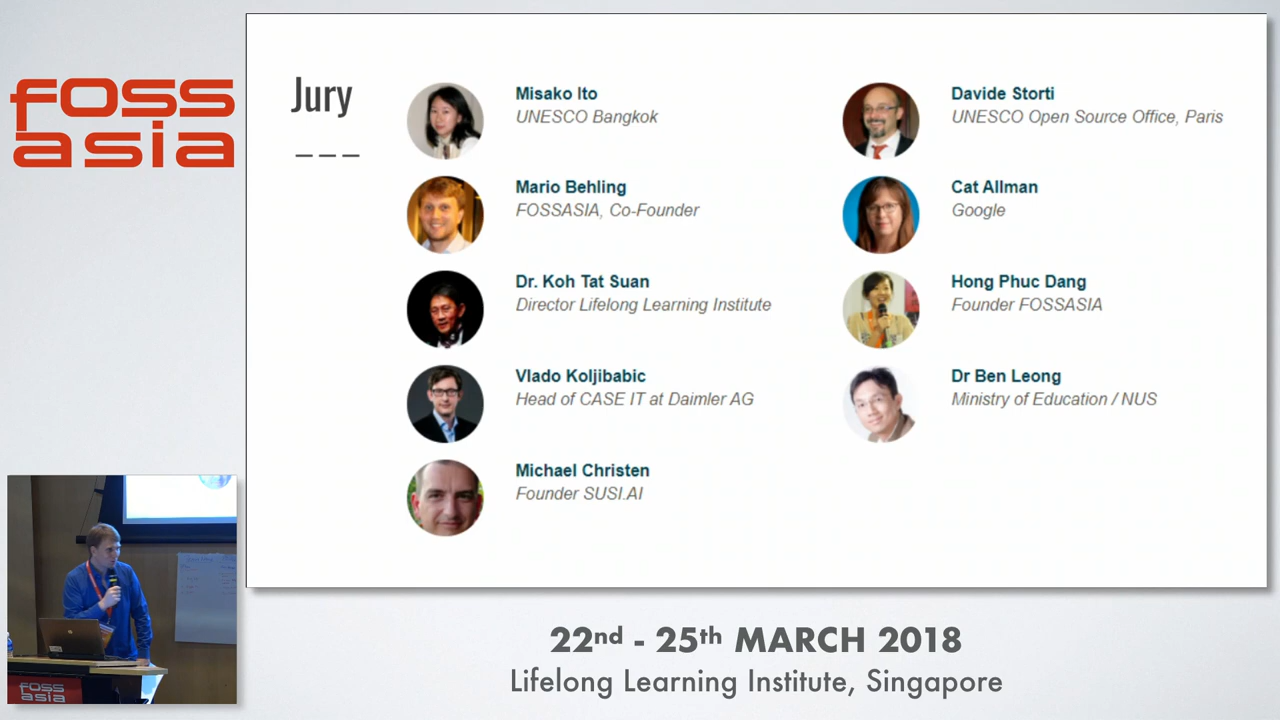 foss
asia
Jury
Misako Ito
UNESCO Bangkok
Mario Behling
FOSSASIA, Co-Founder
Dr. Koh Tat Suan
Director Lifelong Learning Institute
Vlado Koljibabic
Head of CASE IT at Daimler AG
Michael Christen
Founder SUSI.AI
Davide Storti
UNESCO Open Source Office, Paris
Cat Allman
Google
Hong Phuc Dang
Founder FOSSASIA
Dr Ben Leong
Ministry of Education / NUS
foss
asia
22nd - 25th MARCH 2018
Lifelong Learning Institute, Singapore